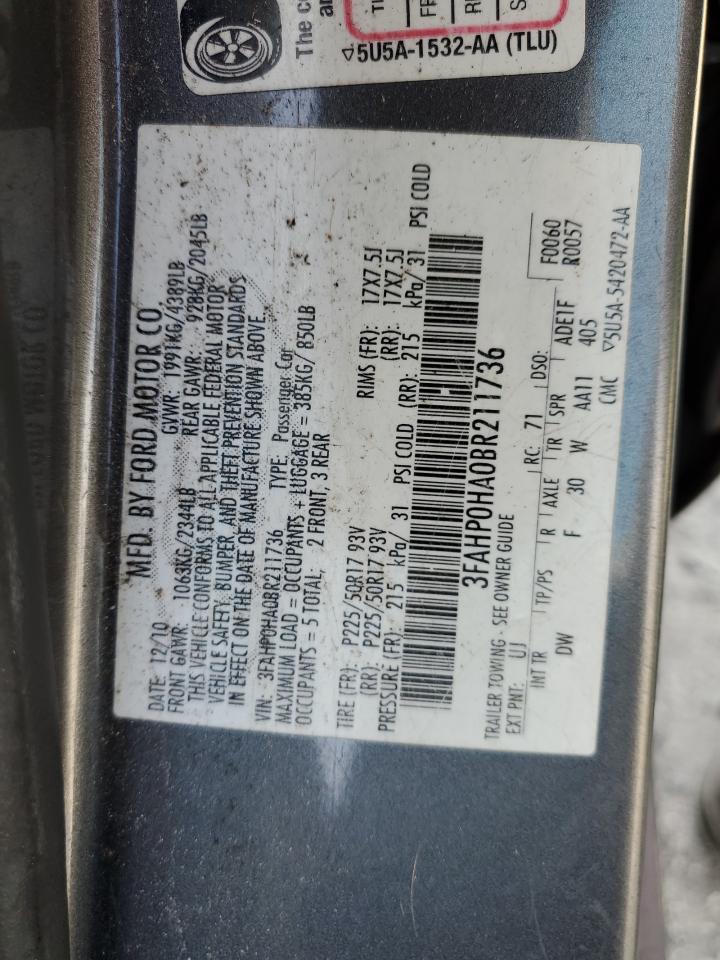 The co
an
TI
FR
RE
S
▽5U5A-1532-AA (TLU)
MFD. BY FORD MOTOR CO.
DATE: 12/10 GVWR: 1991KG/4389LB
FRONT GAWR: 1063KG/2344LB REAR GAWR: 928KG/2045LB
THIS VEHICLE CONFORMS TO ALL APPLICABLE FEDERAL MOTOR
VEHICLE SAFETY, BUMPER, AND THEFT PREVENTION STANDARDS
IN EFFECT ON THE DATE OF MANUFACTURE SHOWN ABOVE.
VIN: 3FAHP0HA0BR211736 TYPE: Passenger Car
MAXIMUM LOAD = OCCUPANTS + LUGGAGE = 385KG/ 850LB
OCCUPANTS = 5 TOTAL; 2 FRONT, 3 REAR
TIRE (FR): P225/50R17 93V RIMS (FR): 17X7.5J
(RR): P225/50R17 93V (RR): 17X7.5J
PRESSURE (FR): 215 kPa/ 31 PSI COLD (RR): 215 kPa/ 31 PSI COLD
3FAHP0HA0BR211736
TRAILER TOWING - SEE OWNER GUIDE
EXT PNT: UJ RC: 71 DSO: F0060
R0057
INT TR TP/PS R AXLE TR SPR ADE1F
DW F 30 W AA11 405
CMC ▽5U5A-5420472-AA